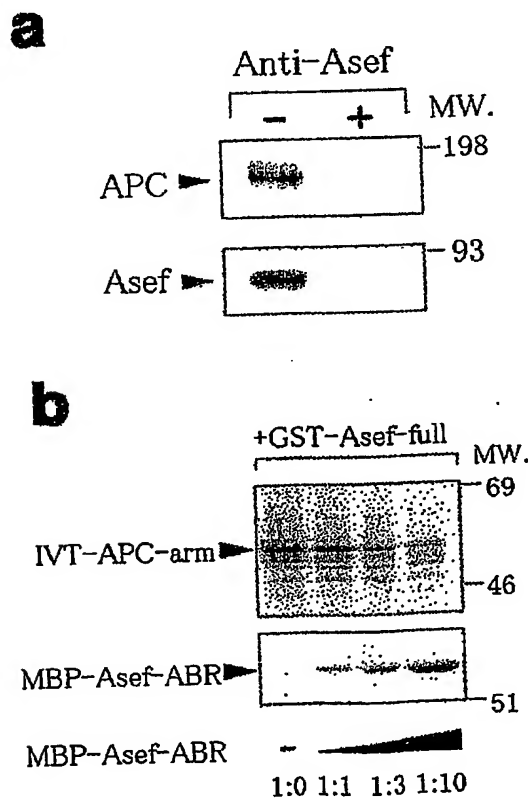 a
Anti-Asef
- + MW.
198
APC
93
Asef
b
+GST-Asef-full
MW.
69
IVT-APC-arm
46
MBP-Asef-ABR
51
MBP-Asef-ABR -
1:0 1:1 1:3 1:10